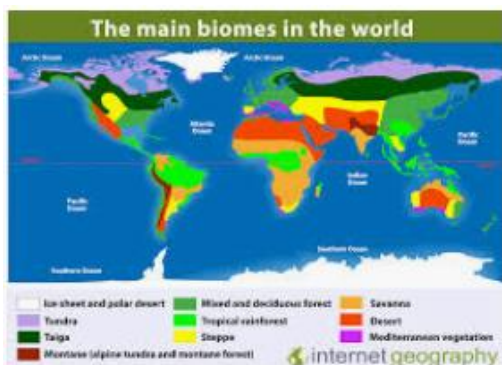 The main biomes in the world
Arctic Ocean
Arctic Ocean
Atlantic Ocean
Pacific Ocean
Pacific Ocean
Indian Ocean
Southern Ocean
Southern Ocean
Ice sheet and polar desert
Mixed and deciduous forest
Savanna
Tundra
Tropical rainforest
Desert
Taiga
Steppe
Mediterranean vegetation
Montane (alpine tundra and montane forest)
internet geography